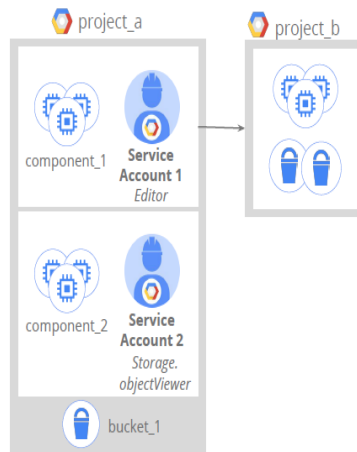 project_a
project_b
component_1
Service
Account 1
Editor
component_2
Service
Account 2
Storage.
objectViewer
bucket_1